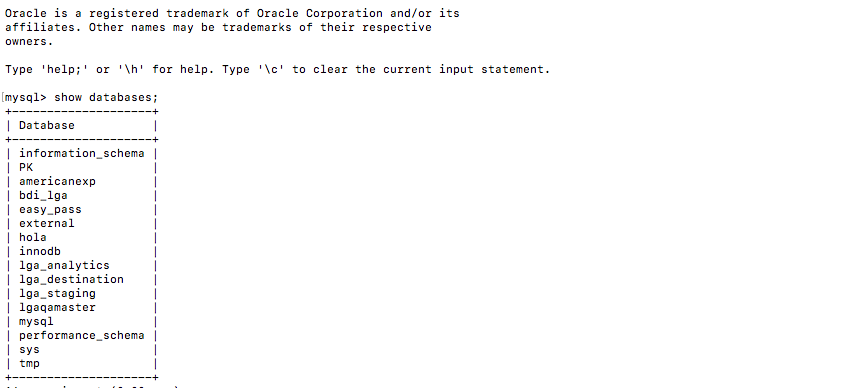 Oracle is a registered trademark of Oracle Corporation and/or its
affiliates. Other names may be trademarks of their respective
owners.
Type 'help;' or '\h' for help. Type '\c' to clear the current input statement.
[mysql> show databases;
+--------------------+
| Database           |
+--------------------+
| information_schema |
| PK                 |
| americanexp        |
| bdi_lga            |
| easy_pass          |
| external           |
| hola               |
| innodb             |
| lga_analytics      |
| lga_destination    |
| lga_staging        |
| lgaqamaster        |
| mysql              |
| performance_schema |
| sys                |
| tmp                |
+--------------------+